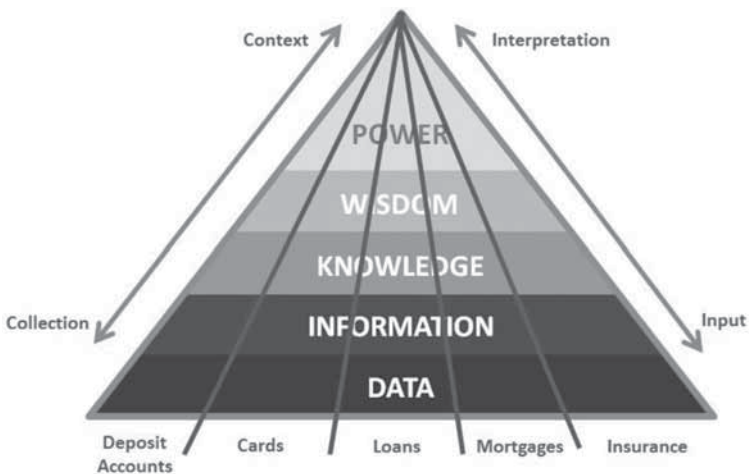 Context
Interpretation
POWER
WISDOM
KNOWLEDGE
Collection
INFORMATION
Input
DATA
Deposit
Accounts
Cards
Loans
Mortgages
Insurance